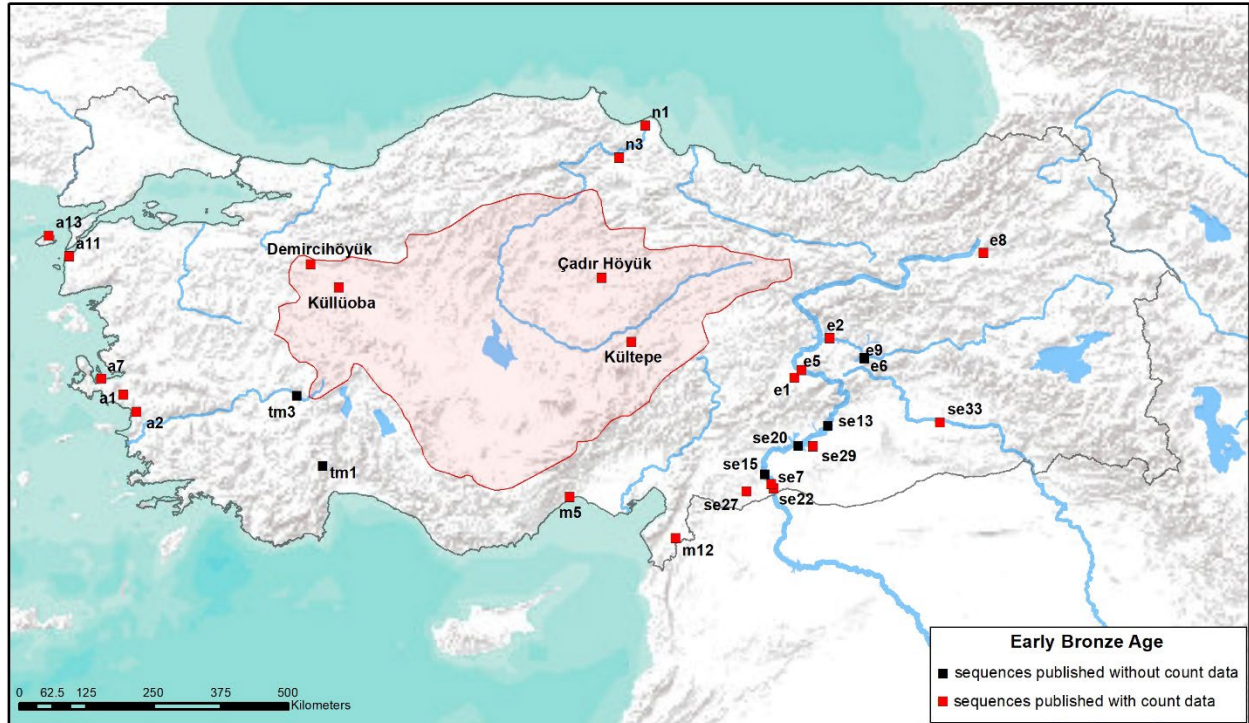 n1
n3
a13
a11
Demircihöyük
Küllüoba
Çadır Höyük
Kültepe
e8
e2
e9
e6
e5
e1
a7
a1
a2
tm3
tm1
se33
se13
se20
se29
se15
se7
se22
se27
m5
m12
Early Bronze Age
sequences published without count data
sequences published with count data
0 62.5 125 250 375 500
Kilometers